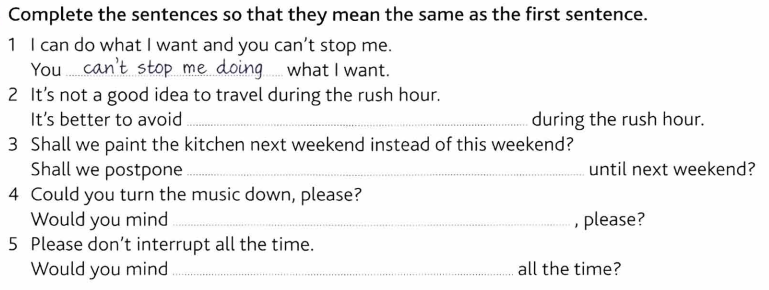 Complete the sentences so that they mean the same as the first sentence.
1 I can do what I want and you can't stop me.
You can't stop me doing what I want.
2 It's not a good idea to travel during the rush hour.
It's better to avoid ........ during the rush hour.
3 Shall we paint the kitchen next weekend instead of this weekend?
Shall we postpone ........ until next weekend?
4 Could you turn the music down, please?
Would you mind ........ , please?
5 Please don't interrupt all the time.
Would you mind ........ all the time?